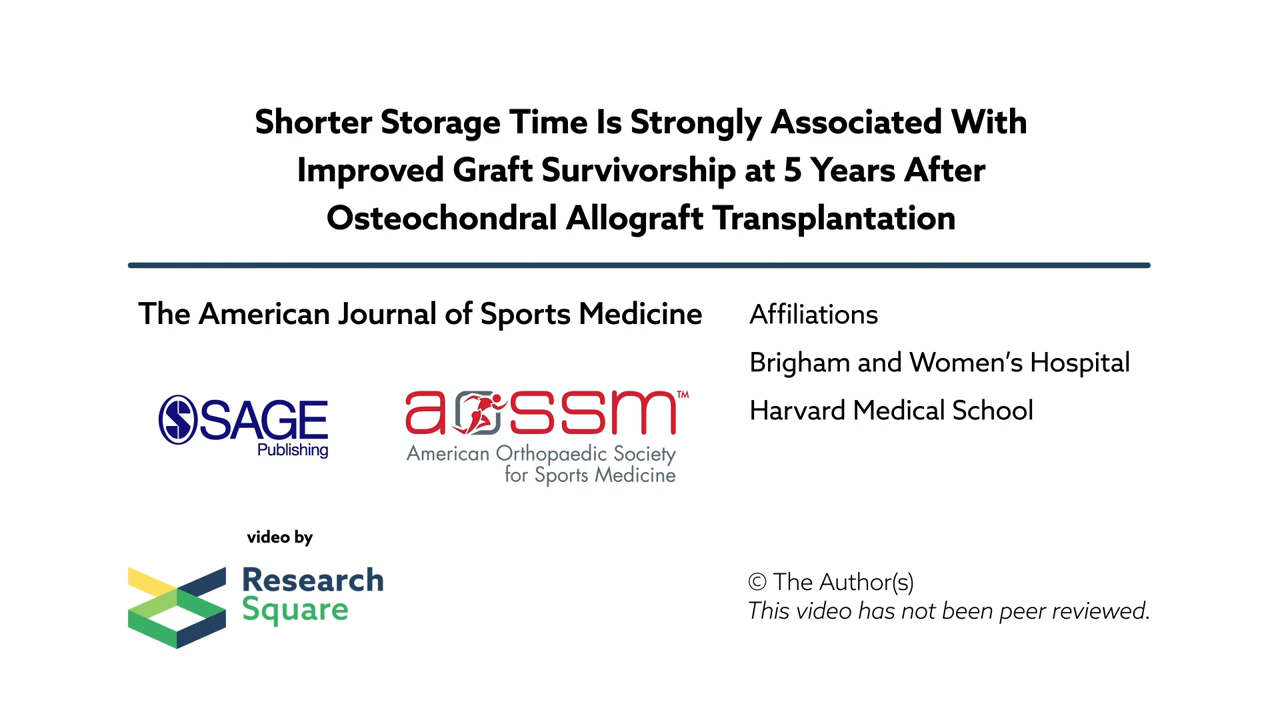 Shorter Storage Time Is Strongly Associated With
Improved Graft Survivorship at 5 Years After
Osteochondral Allograft Transplantation
The American Journal of Sports Medicine
SAGE
Publishing
aossm™
American Orthopaedic Society
for Sports Medicine
Affiliations
Brigham and Women's Hospital
Harvard Medical School
video by
Research
Square
© The Author(s)
This video has not been peer reviewed.